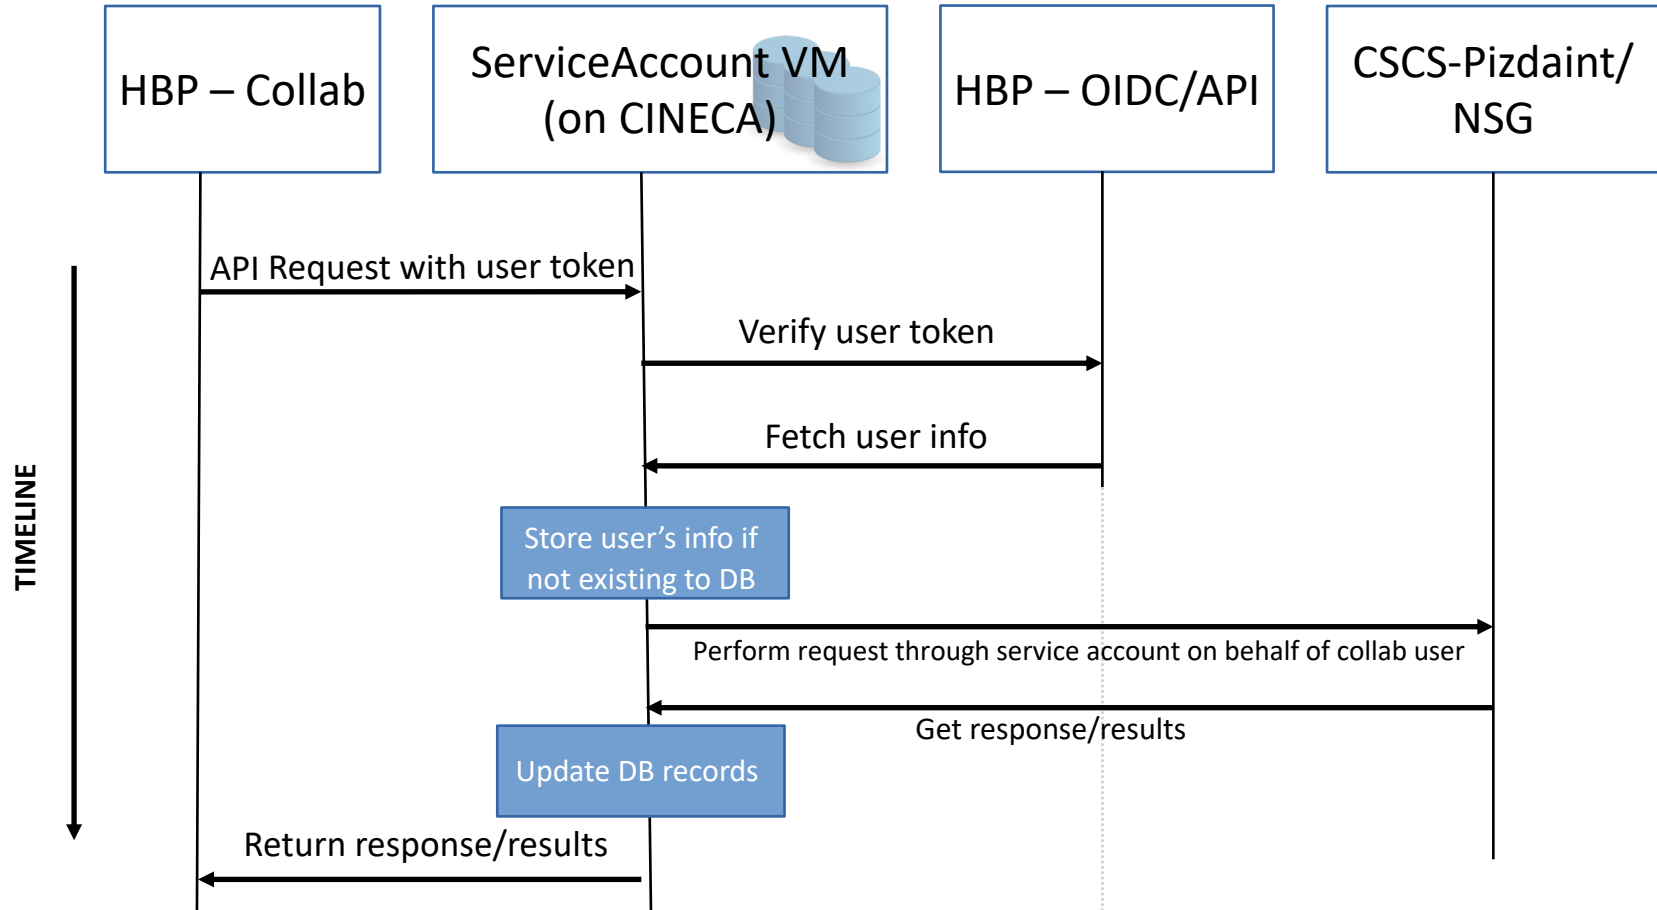 HBP – Collab
ServiceAccount VM
(on CINECA)
HBP – OIDC/API
CSCS-Pizdaint/
NSG
API Request with user token
Verify user token
Fetch user info
TIMELINE
Store user’s info if
not existing to DB
Perform request through service account on behalf of collab user
Get response/results
Update DB records
Return response/results